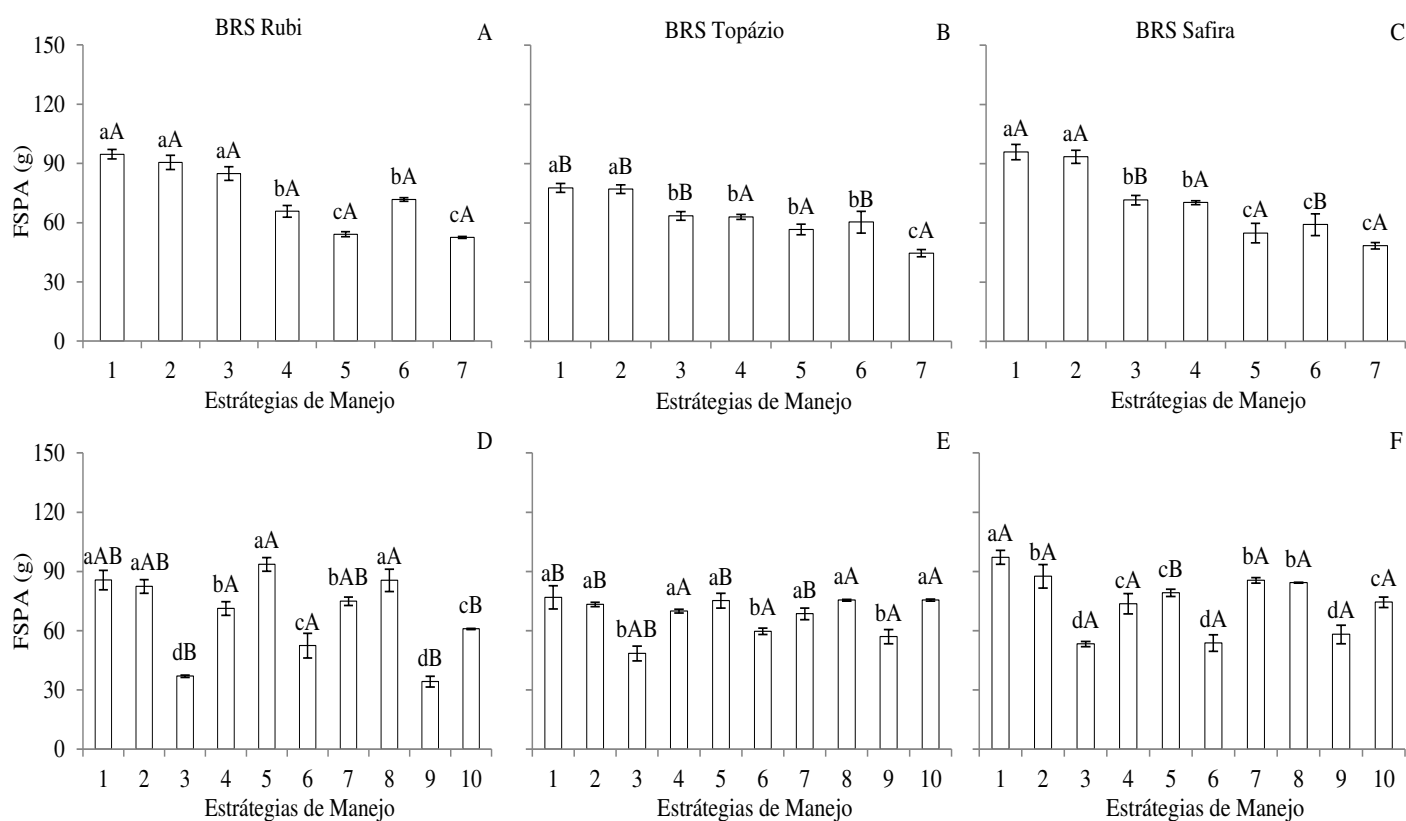 BRS Rubi A
BRS Topázio B
BRS Safira C
FSPA (g)
150
120
90
60
30
0
aA aA aA bA cA bA cA
1 2 3 4 5 6 7
Estrátegias de Manejo
aB aB bB bA bA bB cA
1 2 3 4 5 6 7
Estrátegias de Manejo
aA aA bB bA cA cB cA
1 2 3 4 5 6 7
Estrátegias de Manejo
D
E
F
FSPA (g)
150
120
90
60
30
0
aAB aAB dB bA aA cA bAB aA dB cB
1 2 3 4 5 6 7 8 9 10
Estrátegias de Manejo
aB aB bAB aA aB bA aB aA bA aA
1 2 3 4 5 6 7 8 9 10
Estrátegias de Manejo
aA bA dA cA cB dA bA bA dA cA
1 2 3 4 5 6 7 8 9 10
Estrátegias de Manejo